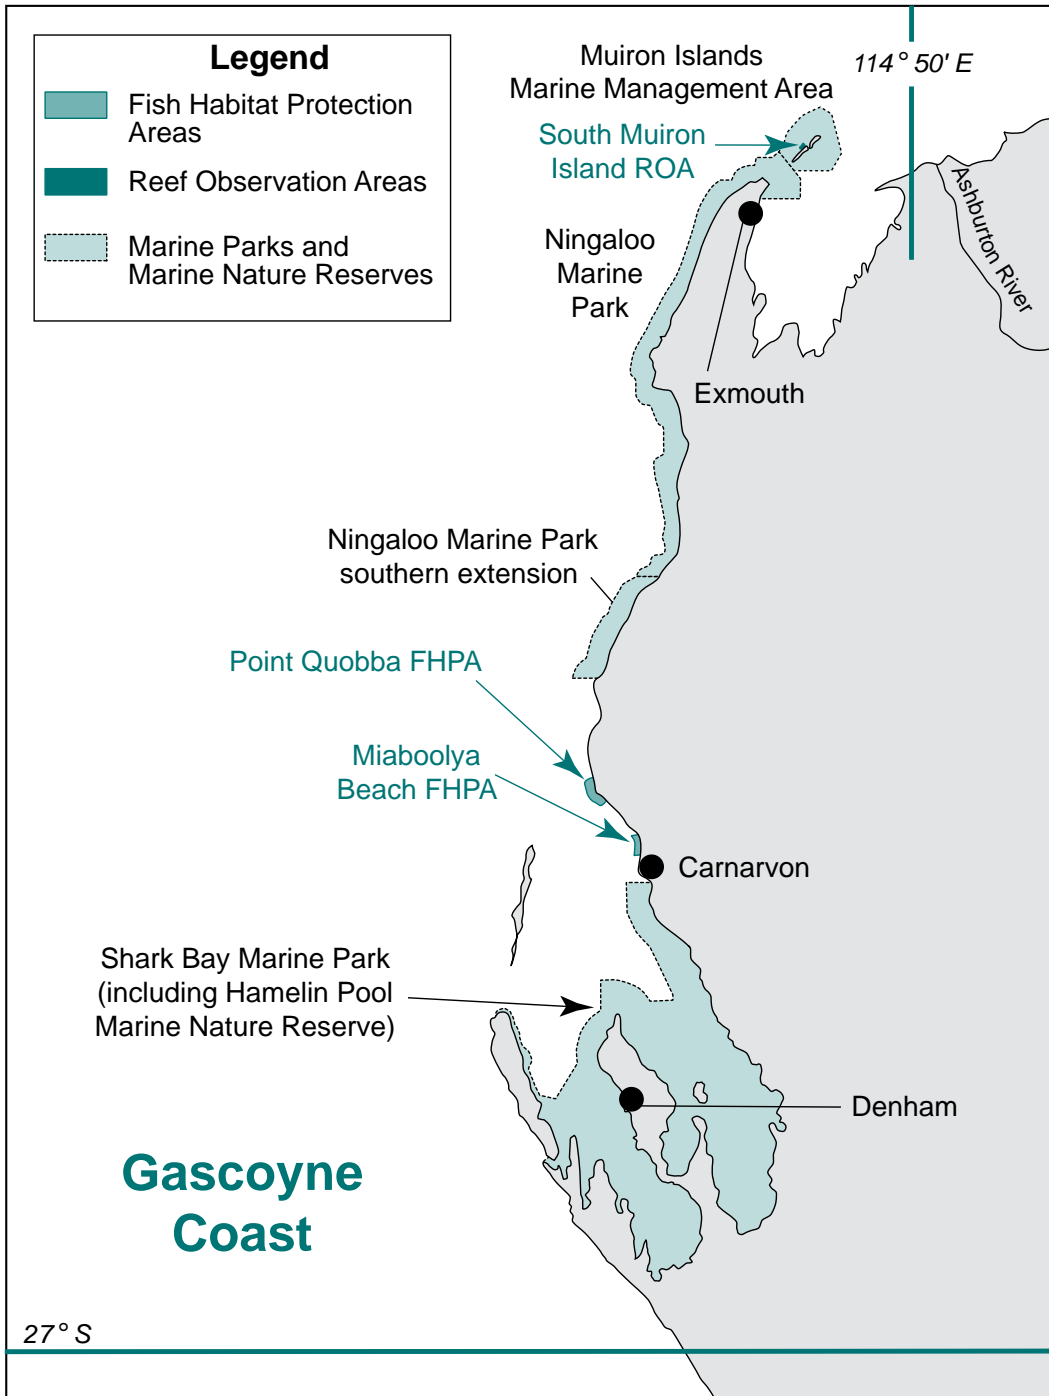 Legend
Fish Habitat Protection
Areas
Reef Observation Areas
Marine Parks and
Marine Nature Reserves
Muiron Islands
Marine Management Area
114° 50' E
South Muiron
Island ROA
Ashburton River
Ningaloo
Marine
Park
Exmouth
Ningaloo Marine Park
southern extension
Point Quobba FHPA
Miaboolya
Beach FHPA
Carnarvon
Shark Bay Marine Park
(including Hamelin Pool
Marine Nature Reserve)
Denham
Gascoyne
Coast
27° S